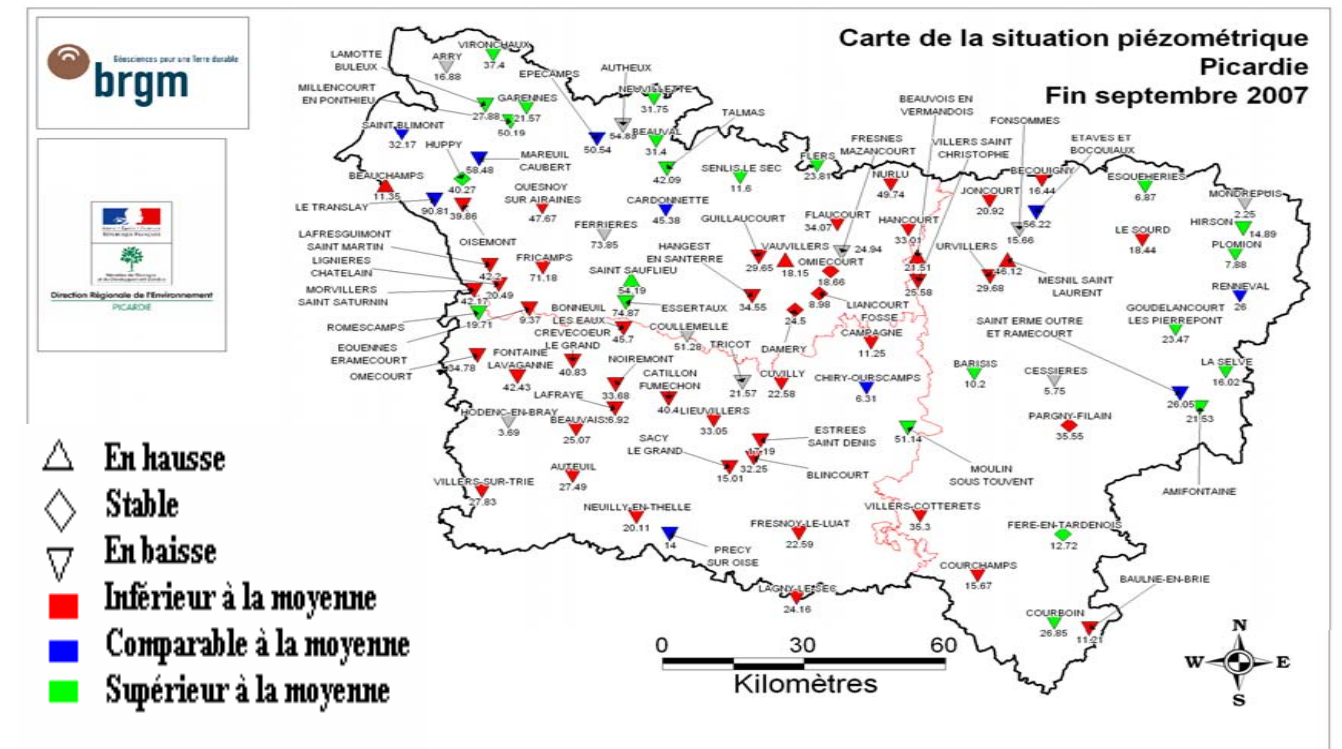 Géosciences pour une Terre durable
brgm
Direction Régionale de l'Environnement
PICARDIE
Carte de la situation piézométrique
Picardie
Fin septembre 2007
VIRONCHAUX
37.4
LAMOTTE
BULEUX
27.88
ARRY
16.88
EPECAMPS
50.54
AUTHEUX
54.83
NEUVILLETTE
31.75
MILLENCOURT
EN PONTHIEU
50.19
GARENNES
21.57
TALMAS
42.09
BEAUVAL
31.4
SAINT BLIMONT
32.17
HUPPY
40.27
MAREUIL
CAUBERT
58.48
BEAUCHAMPS
11.35
LE TRANSLAY
90.81
OISEMONT
39.86
QUESNOY
SUR AIRAINES
47.67
SENLIS LE SEC
11.6
FLERS
23.81
CARDONNETTE
45.38
FERRIERES
73.85
FRESNES
MAZANCOURT
24.94
BEAUVOIS EN
VERMANDOIS
21.51
VILLERS SAINT
CHRISTOPHE
25.58
FONSOMMES
15.66
ETAVES ET
BOCQUIAUX
56.22
BECQUIGNY
16.44
ESQUEHERIES
6.87
MONDREPUIS
2.25
HIRSON
14.89
PLOMION
7.88
RENNEVAL
26
NURLU
49.74
JONCOURT
20.92
LE SOURD
18.44
GUILLAUCOURT
29.65
FLAUCOURT
34.07
HANCOURT
33.01
VAUVILLERS
18.15
OMIECOURT
18.66
URVILLERS
29.68
MESNIL SAINT
LAURENT
46.12
HANGEST
EN SANTERRE
34.55
LAFRESGUIMONT
SAINT MARTIN
42.2
LIGNIERES
CHATELAIN
20.49
MORVILLERS
SAINT SATURNIN
42.17
FRICAMPS
71.18
SAINT SAUFLIEU
54.19
ESSERTAUX
74.87
ROMESCAMPS
19.71
EQUENNES
ERAMECOURT
9.37
BONNEUIL
LES EAUX
45.7
COULLEMELLE
51.28
DAMERY
24.5
LIANCOURT
FOSSE
8.98
CAMPAGNE
11.25
SAINT ERME OUTRE
ET RAMECOURT
26.05
GOUDELANCOURT
LES PIERREPONT
23.47
LA SELVE
16.02
OMECOURT
34.78
FONTAINE
LAVAGANNE
42.43
CREVECOEUR
LE GRAND
40.83
NOIREMONT
33.68
CATILLON
FUMECHON
40.4
TRICOT
21.57
CUVILLY
22.58
CHIRY-OURSCAMPS
6.31
BARISIS
10.2
CESSIERES
5.75
AMIFONTAINE
21.53
PARGNY-FILAIN
35.55
HODENC-EN-BRAY
3.69
LAFRAYE
6.92
BEAUVAIS
25.07
LIEUVILLERS
33.05
ESTREES
SAINT DENIS
SACY
LE GRAND
15.01
BLINCOURT
32.25
MOULIN
SOUS TOUVENT
51.14
AUTEUIL
27.49
VILLERS-SUR-TRIE
27.83
NEUILLY-EN-THELLE
20.11
PRECY
SUR OISE
14
FRESNOY-LE-LUAT
22.59
LAGNY-LE-SEC
24.16
VILLERS-COTTERETS
35.3
FERE-EN-TARDENOIS
12.72
COURCHAMPS
15.67
COURBOIN
26.85
BAULNE-EN-BRIE
11.21
En hausse
Stable
En baisse
Inférieur à la moyenne
Comparable à la moyenne
Supérieur à la moyenne
0 30 60
Kilomètres
N
W E
S